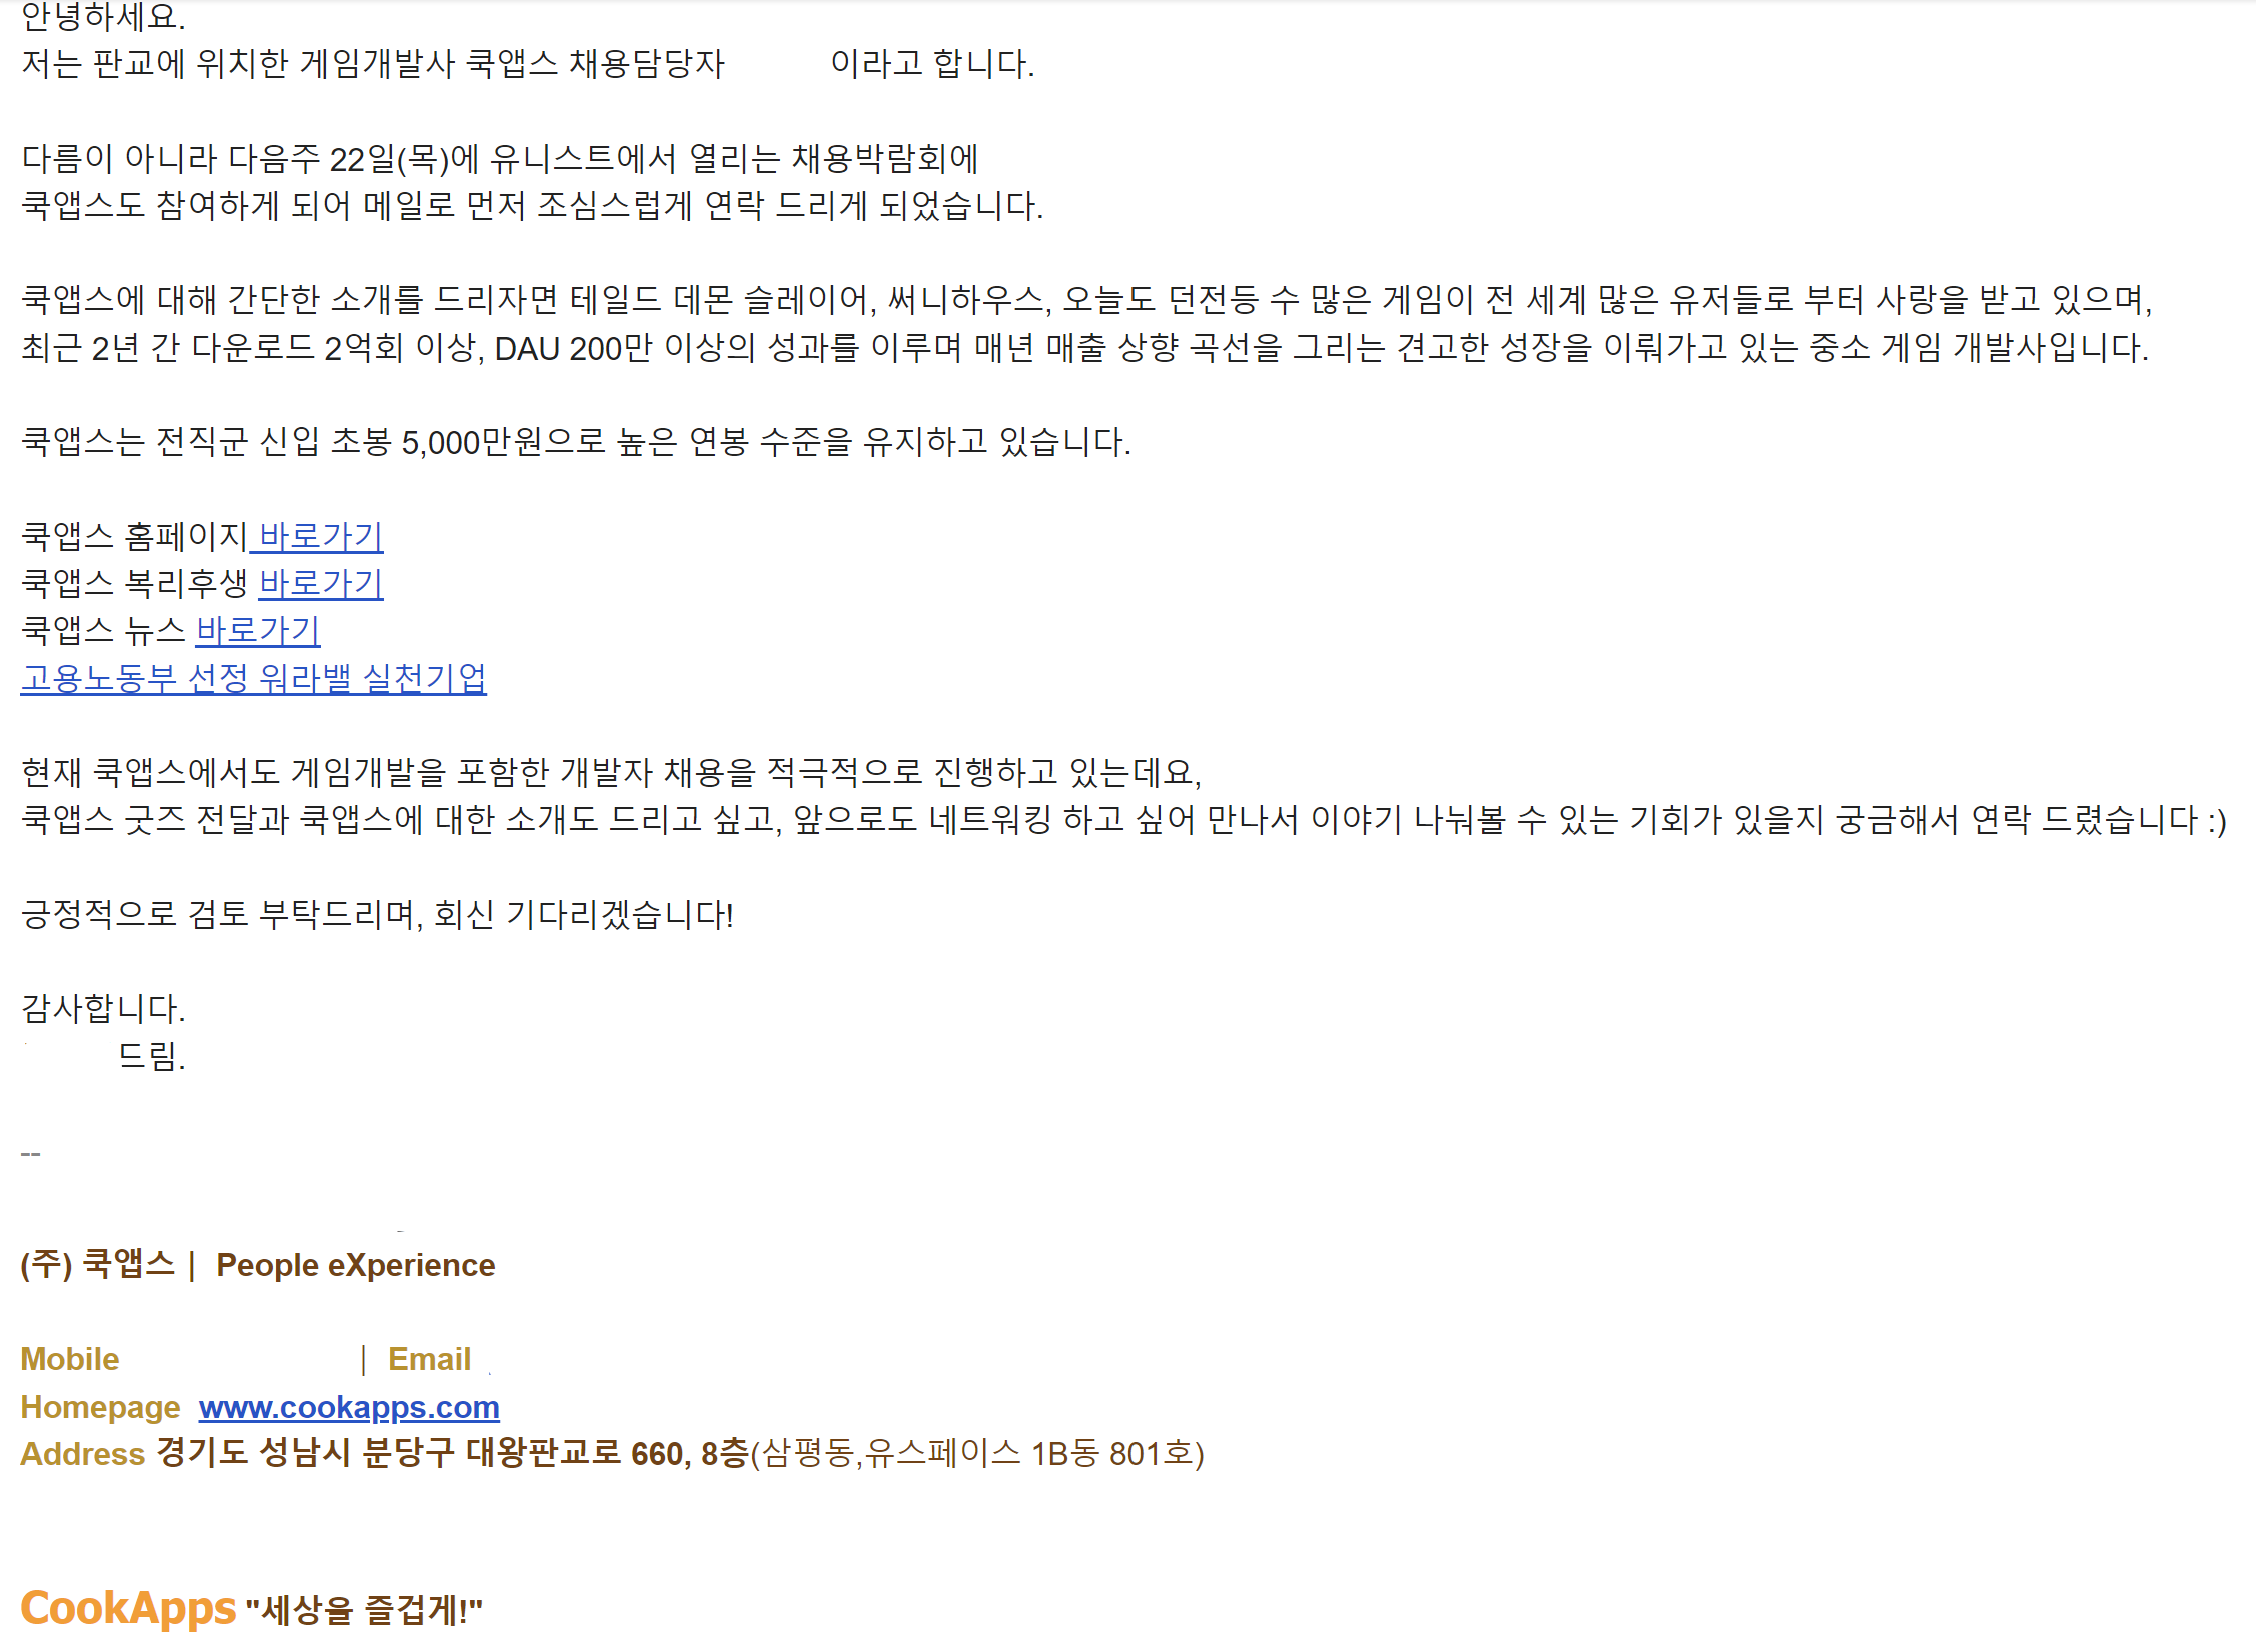 안녕하세요.
저는 판교에 위치한 게임개발사 쿡앱스 채용담당자 이라고 합니다.
다름이 아니라 다음주 22일(목)에 유니스트에서 열리는 채용박람회에
쿡앱스도 참여하게 되어 메일로 먼저 조심스럽게 연락 드리게 되었습니다.
쿡앱스에 대해 간단한 소개를 드리자면 테일드 데몬 슬레이어, 써니하우스, 오늘도 던전등 수 많은 게임이 전 세계 많은 유저들로 부터 사랑을 받고 있으며,
최근 2년 간 다운로드 2억회 이상, DAU 200만 이상의 성과를 이루며 매년 매출 상향 곡선을 그리는 견고한 성장을 이뤄가고 있는 중소 게임 개발사입니다.
쿡앱스는 전직군 신입 초봉 5,000만원으로 높은 연봉 수준을 유지하고 있습니다.
쿡앱스 홈페이지 바로가기
쿡앱스 복리후생 바로가기
쿡앱스 뉴스 바로가기
고용노동부 선정 워라밸 실천기업
현재 쿡앱스에서도 게임개발을 포함한 개발자 채용을 적극적으로 진행하고 있는데요,
쿡앱스 굿즈 전달과 쿡앱스에 대한 소개도 드리고 싶고, 앞으로도 네트워킹 하고 싶어 만나서 이야기 나눠볼 수 있는 기회가 있을지 궁금해서 연락 드렸습니다 :)
긍정적으로 검토 부탁드리며, 회신 기다리겠습니다!
감사합니다.
드림.
--
(주) 쿡앱스 | People eXperience
Mobile | Email
Homepage www.cookapps.com
Address 경기도 성남시 분당구 대왕판교로 660, 8층(삼평동,유스페이스 1B동 801호)
CookApps "세상을 즐겁게!"